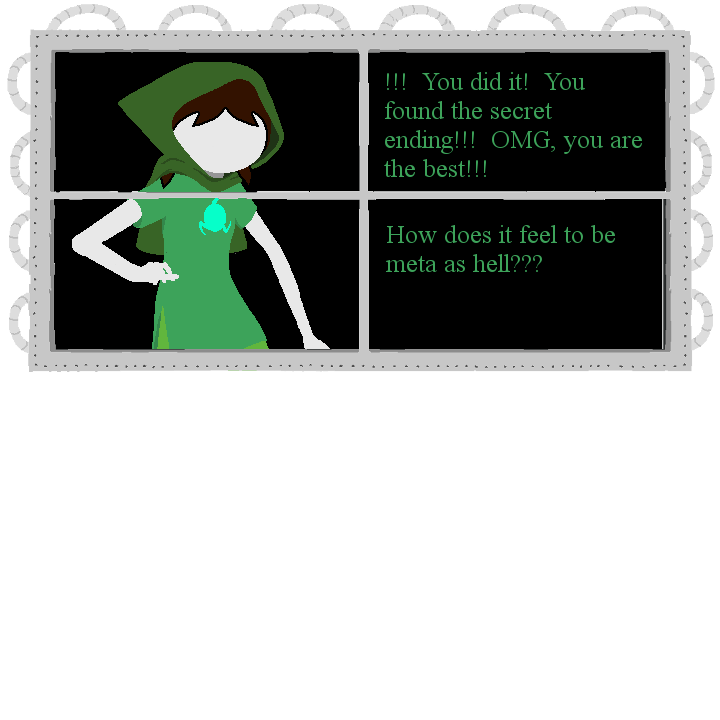 !!!  You did it!  You
found the secret
ending!!!  OMG, you are
the best!!!
How does it feel to be
meta as hell???